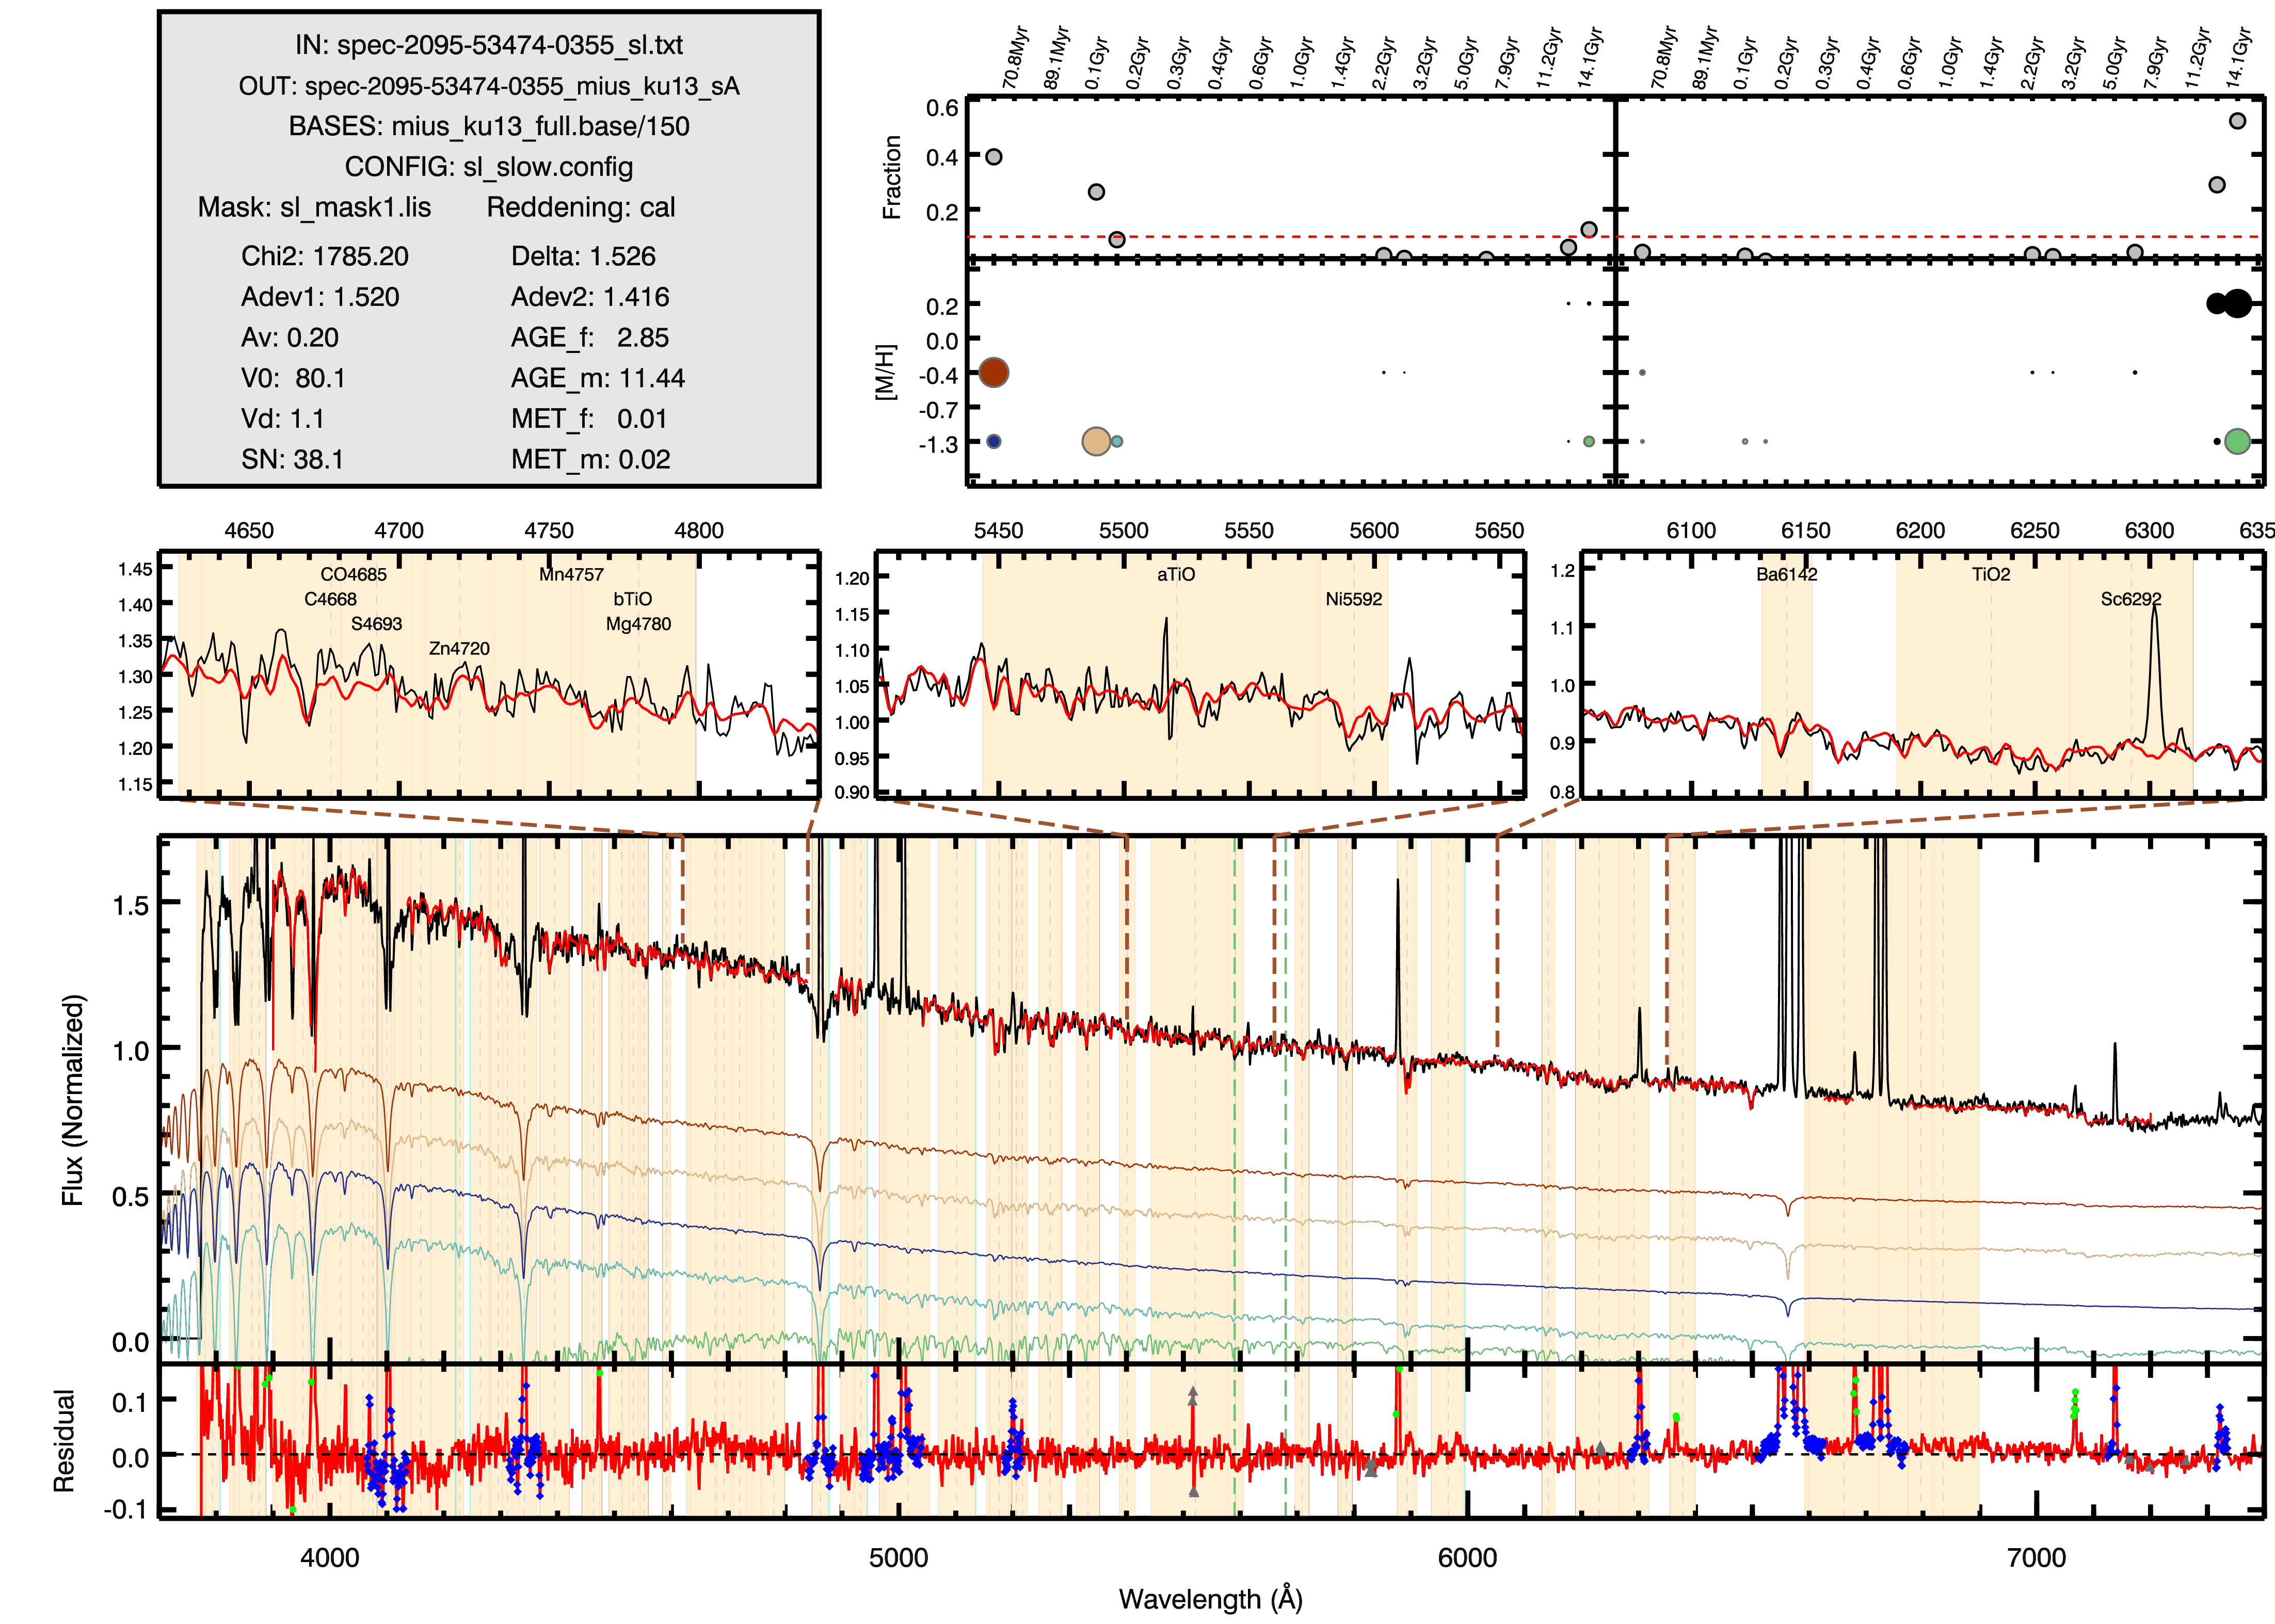 IN: spec-2095-53474-0355_sl.txt
OUT: spec-2095-53474-0355_mius_ku13_sA
BASES: mius_ku13_full.base/150
CONFIG: sl_slow.config
Mask: sl_mask1.lis Reddening: cal
Chi2: 1785.20 Delta: 1.526
Adev1: 1.520 Adev2: 1.416
Av: 0.20 AGE_f: 2.85
V0: 80.1 AGE_m: 11.44
Vd: 1.1 MET_f: 0.01
SN: 38.1 MET_m: 0.02
70.8Myr 89.1Myr 0.1Gyr 0.2Gyr 0.3Gyr 0.4Gyr 0.6Gyr 1.0Gyr 1.4Gyr 2.2Gyr 3.2Gyr 5.0Gyr 7.9Gyr 11.2Gyr 14.1Gyr
70.8Myr 89.1Myr 0.1Gyr 0.2Gyr 0.3Gyr 0.4Gyr 0.6Gyr 1.0Gyr 1.4Gyr 2.2Gyr 3.2Gyr 5.0Gyr 7.9Gyr 11.2Gyr 14.1Gyr
Fraction
0.6
0.4
0.2
[M/H]
0.2
0.0
-0.4
-0.7
-1.3
4650 4700 4750 4800
1.45
1.40
1.35
1.30
1.25
1.20
1.15
CO4685 Mn4757
C4668 bTiO
S4693 Mg4780
Zn4720
5450 5500 5550 5600 5650
1.20
1.15
1.10
1.05
1.00
0.95
0.90
aTiO
Ni5592
6100 6150 6200 6250 6300 635
1.2
1.1
1.0
0.9
0.8
Ba6142 TiO2
Sc6292
Flux (Normalized)
1.5
1.0
0.5
0.0
Residual
0.1
0.0
-0.1
4000 5000 6000 7000
Wavelength (Å)